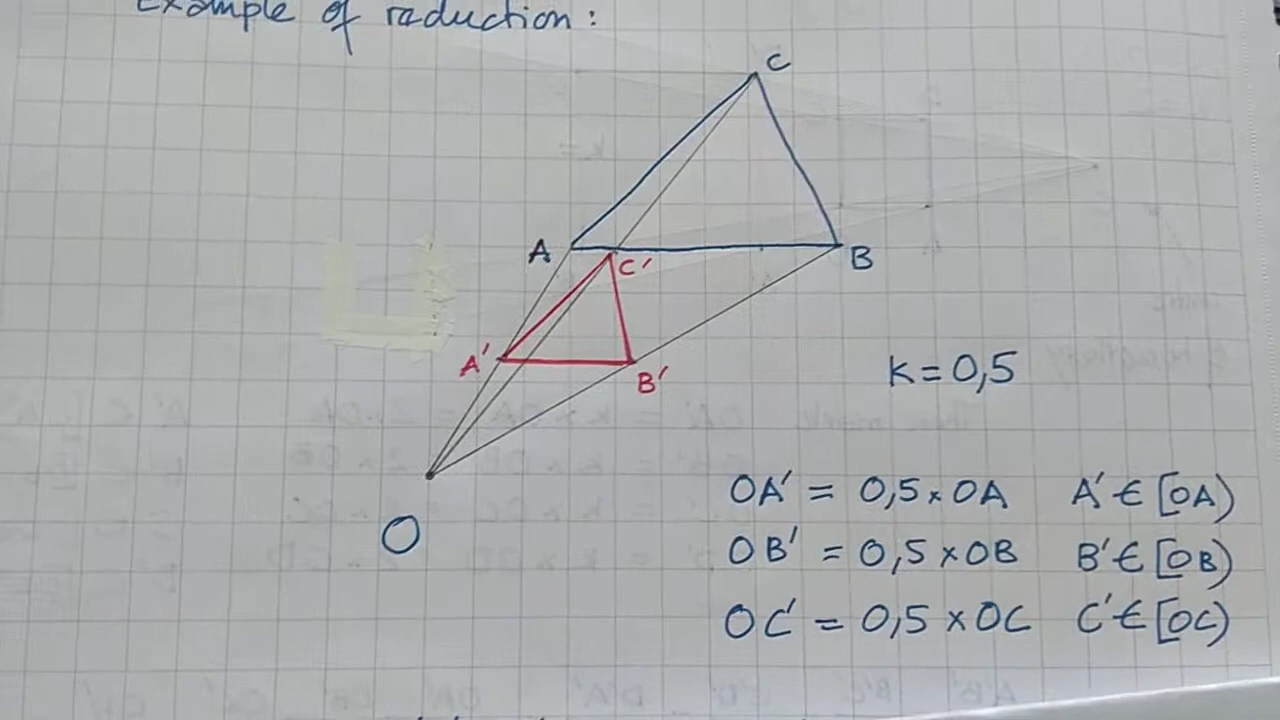 Example of raduction:
C
A
B
C'
A'
B'
O
K = 0,5
OA' = 0,5 × OA A' ∈ [OA)
OB' = 0,5 × OB B' ∈ [OB)
OC' = 0,5 × OC C' ∈ [OC)